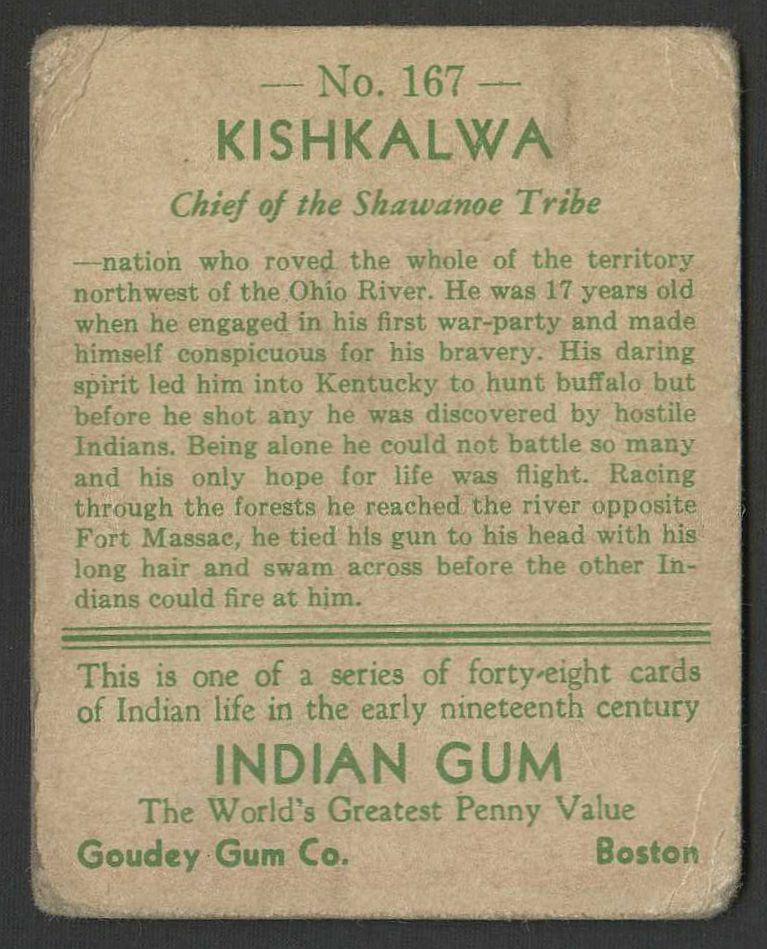 — No. 167 —
KISHKALWA
Chief of the Shawanoe Tribe
—nation who roved the whole of the territory
northwest of the Ohio River. He was 17 years old
when he engaged in his first war-party and made
himself conspicuous for his bravery. His daring
spirit led him into Kentucky to hunt buffalo but
before he shot any he was discovered by hostile
Indians. Being alone he could not battle so many
and his only hope for life was flight. Racing
through the forests he reached the river opposite
Fort Massac, he tied his gun to his head with his
long hair and swam across before the other In-
dians could fire at him.
This is one of a series of forty-eight cards
of Indian life in the early nineteenth century
INDIAN GUM
The World's Greatest Penny Value
Goudey Gum Co. Boston